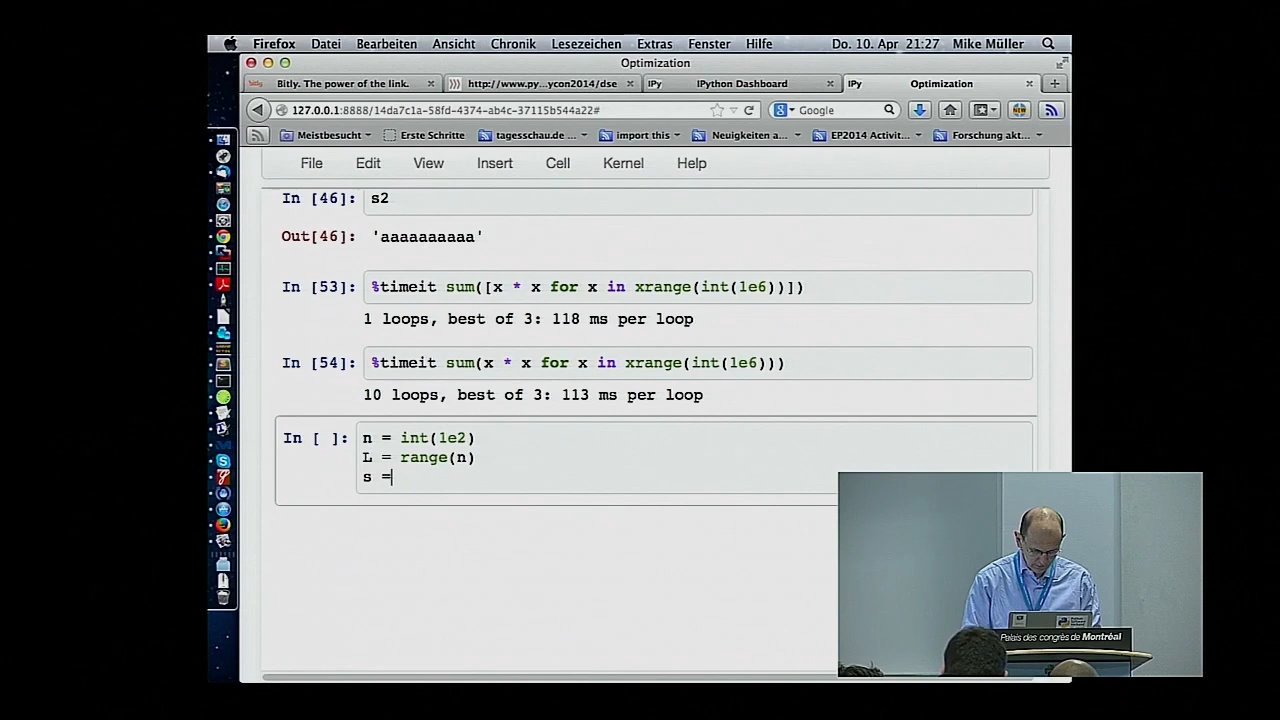 Firefox Datei Bearbeiten Ansicht Chronik Lesezeichen Extras Fenster Hilfe Do. 10. Apr 21:27 Mike Müller
Optimization
Bitly. The power of the link. http://www.py...ycon2014/dse IPy IPython Dashboard IPy Optimization
127.0.0.1:8888/14da7c1a-58fd-4374-ab4c-37115b544a22# Google
Meistbesucht Erste Schritte tagesschau.de ... import this Neuigkeiten a... EP2014 Activit... Forschung akt...
File Edit View Insert Cell Kernel Help
In [46]: s2
Out[46]: 'aaaaaaaaaa'
In [53]: %timeit sum([x * x for x in xrange(int(1e6))])
1 loops, best of 3: 118 ms per loop
In [54]: %timeit sum(x * x for x in xrange(int(1e6)))
10 loops, best of 3: 113 ms per loop
In [ ]: n = int(1e2)
L = range(n)
s =
Palais des congrès de Montréal